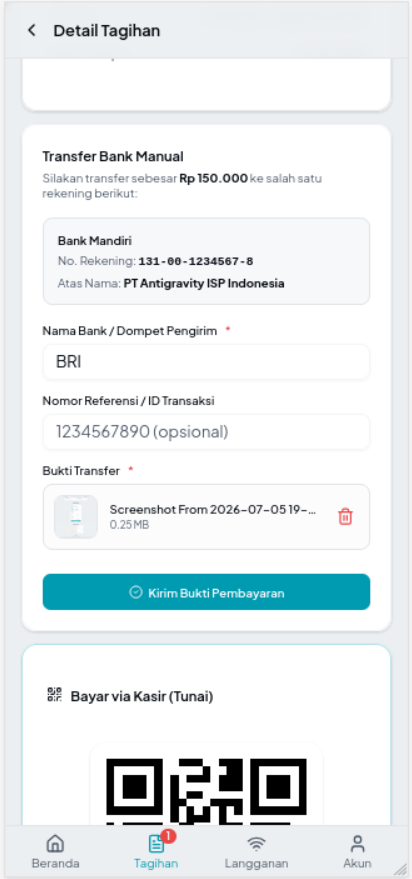 Detail Tagihan
Transfer Bank Manual
Silakan transfer sebesar Rp 150.000 ke salah satu
rekening berikut:
Bank Mandiri
No. Rekening: 131-00-1234567-8
Atas Nama: PT Antigravity ISP Indonesia
Nama Bank / Dompet Pengirim *
BRI
Nomor Referensi / ID Transaksi
1234567890 (opsional)
Bukti Transfer *
Screenshot From 2026-07-05 19-...
0.25 MB
Kirim Bukti Pembayaran
Bayar via Kasir (Tunai)
1
Beranda
Tagihan
Langganan
Akun